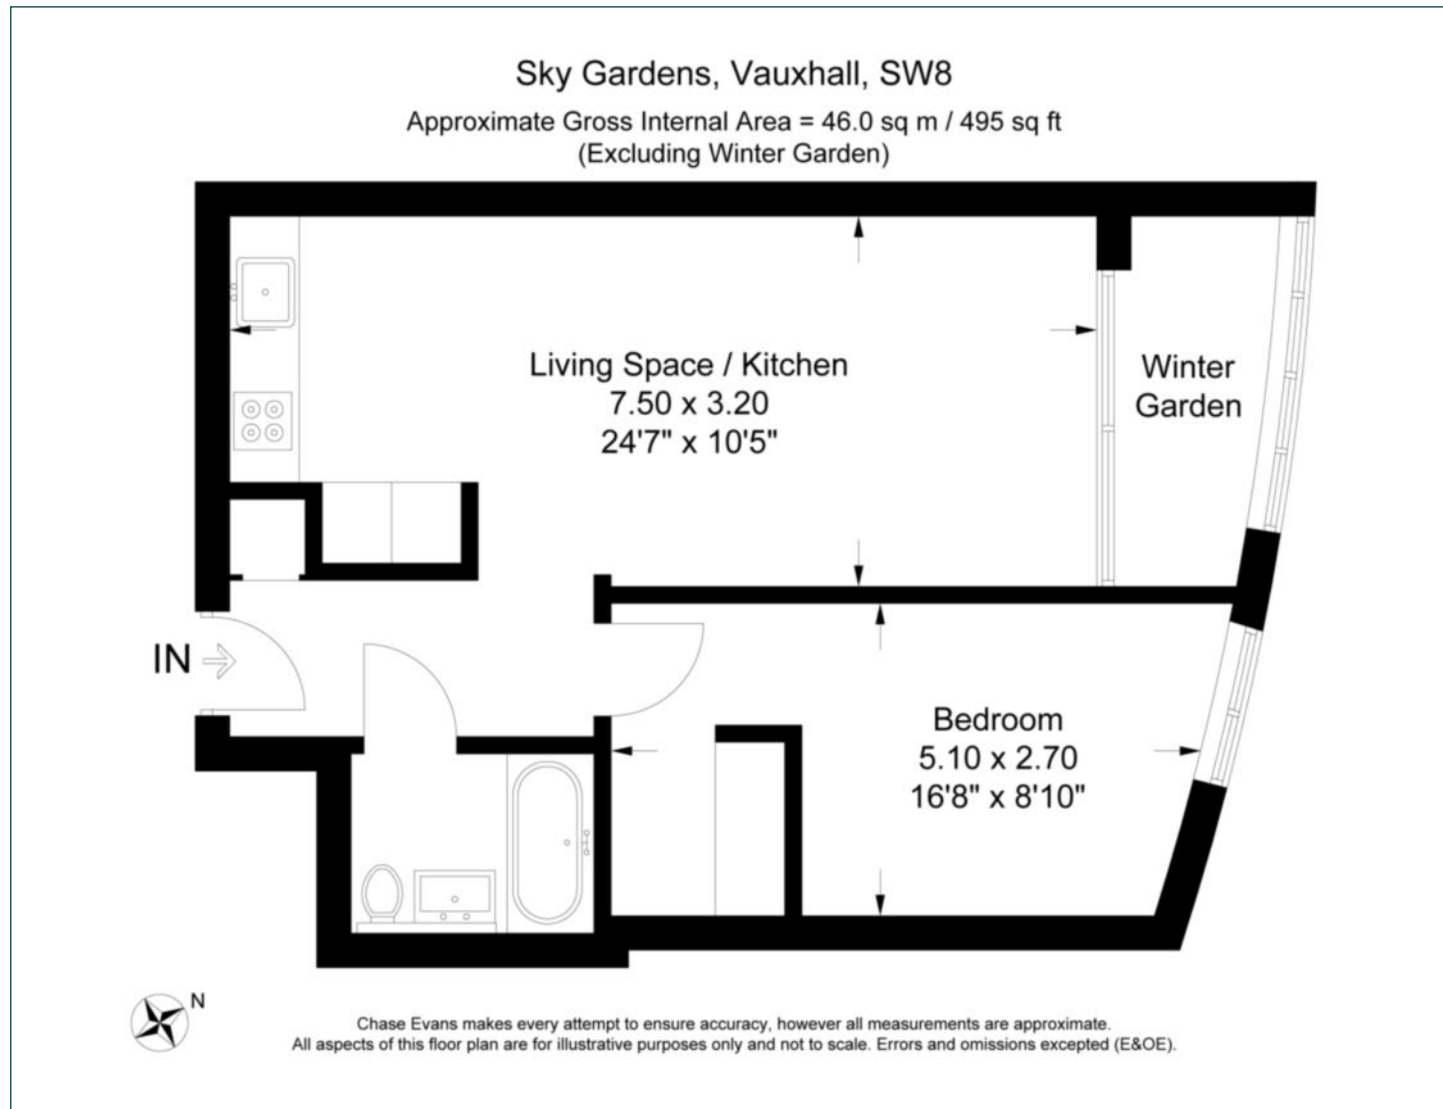 Sky Gardens, Vauxhall, SW8
Approximate Gross Internal Area = 46.0 sq m / 495 sq ft
(Excluding Winter Garden)
Living Space / Kitchen
7.50 x 3.20
24'7" x 10'5"
Winter
Garden
IN
Bedroom
5.10 x 2.70
16'8" x 8'10"
N
Chase Evans makes every attempt to ensure accuracy, however all measurements are approximate.
All aspects of this floor plan are for illustrative purposes only and not to scale. Errors and omissions excepted (E&OE).